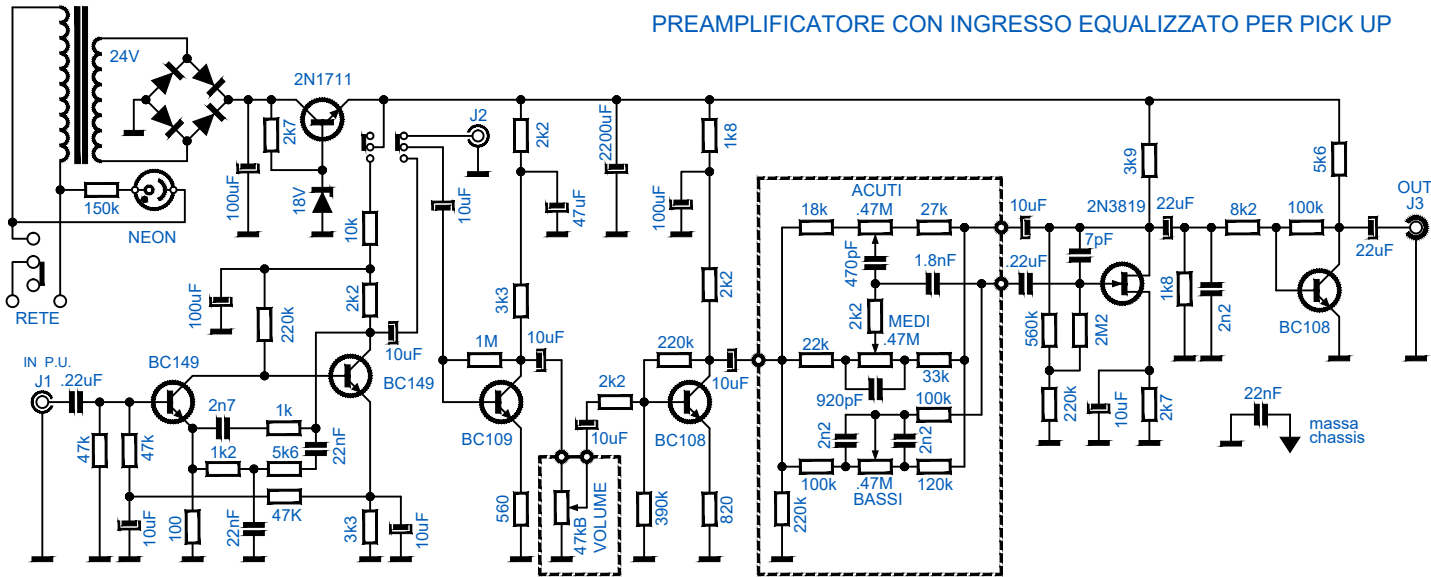 PREAMPLIFICATORE CON INGRESSO EQUALIZZATO PER PICK UP
24V
2N1711
J2
2k7
100uF
18V
150k
NEON
RETE
10k
10uF
2k2
47uF
2200uF
1k8
100uF
ACUTI
.47M
18k
27k
470pF
1.8nF
10uF
.22uF
2N3819
7pF
3k9
22uF
8k2
100k
5k6
OUT
J3
22uF
BC108
1k8
2n2
560k
2M2
220k
10uF
2k7
22nF
massa
chassis
100uF
220k
2k2
10uF
BC149
BC149
IN P.U.
J1
.22uF
47k
47k
2n7
1k
1k2
5k6
22nF
47K
10uF
100
22nF
3k3
10uF
3k3
1M
10uF
BC109
560
47kB
VOLUME
2k2
10uF
220k
2k2
10uF
BC108
390k
820
2k2
MEDI
.47M
22k
33k
920pF
100k
2n2
2n2
100k
.47M
BASSI
120k
220k